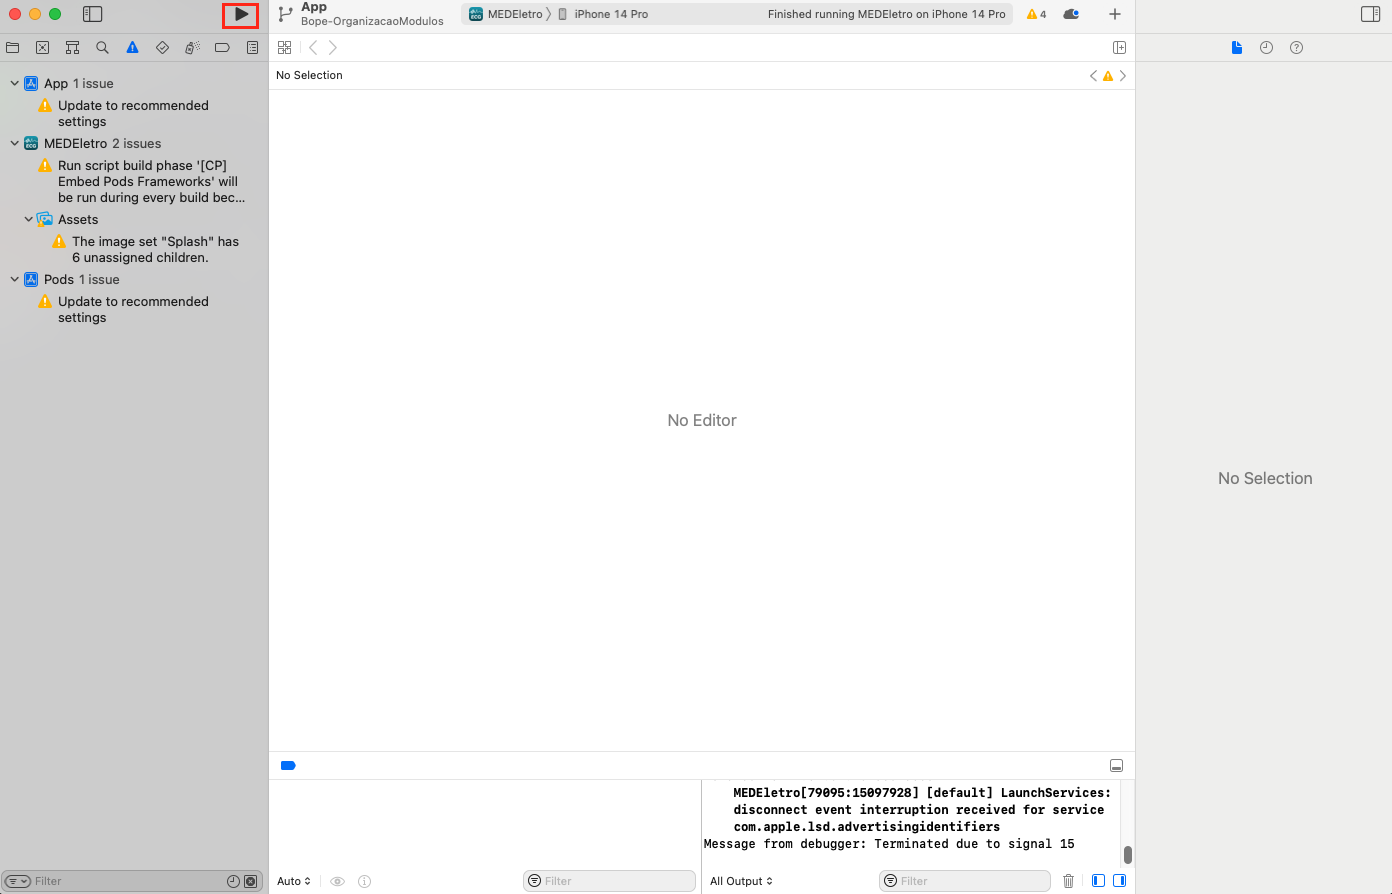 App
Bope-OrganizacaoModulos
MEDEletro
iPhone 14 Pro
Finished running MEDEletro on iPhone 14 Pro
4
No Selection
App 1 issue
Update to recommended
settings
MEDEletro 2 issues
Run script build phase '[CP]
Embed Pods Frameworks' will
be run during every build bec...
Assets
The image set "Splash" has
6 unassigned children.
Pods 1 issue
Update to recommended
settings
No Editor
No Selection
MEDEletro[79095:15097928] [default] LaunchServices:
disconnect event interruption received for service
com.apple.lsd.advertisingidentifiers
Message from debugger: Terminated due to signal 15
Filter
Auto
Filter
All Output
Filter